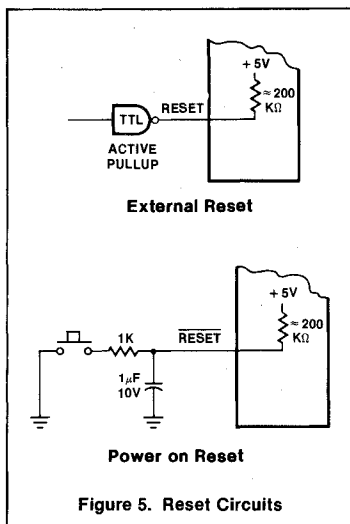 + 5V
≈ 200
KΩ
RESET
TTL
ACTIVE
PULLUP
External Reset
+ 5V
≈ 200
KΩ
1K
RESET
1µF
10V
Power on Reset
Figure 5. Reset Circuits